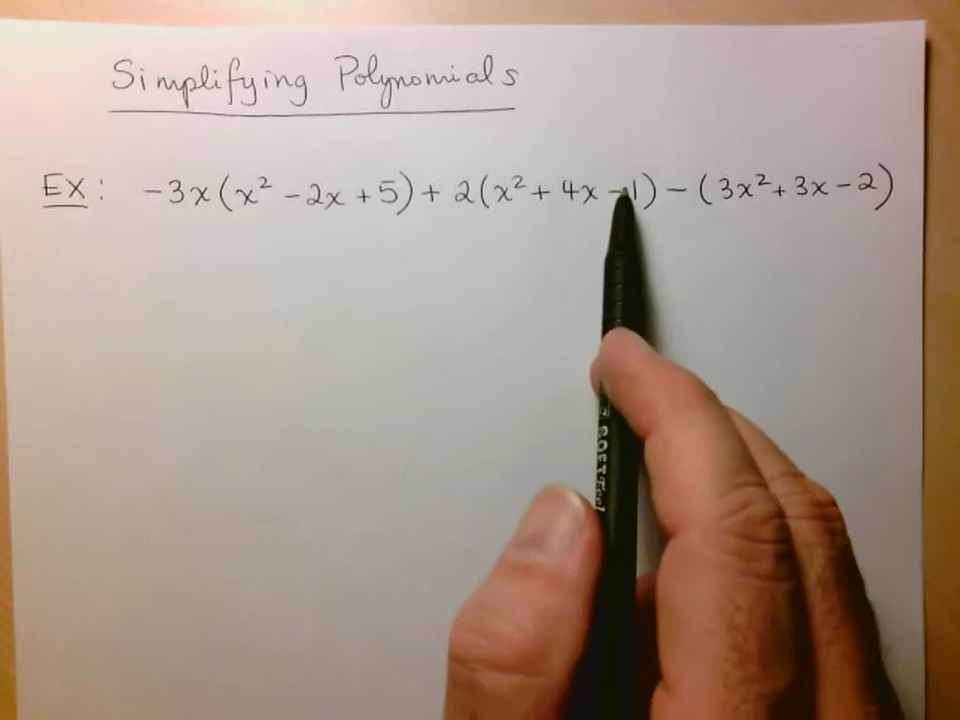 Simplifying Polynomials
EX: -3x(x² - 2x + 5) + 2(x² + 4x - 1) - (3x² + 3x - 2)